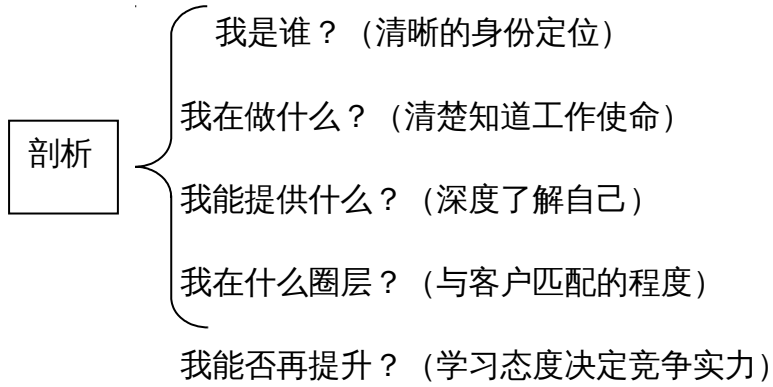 我是谁？（清晰的身份定位）
我在做什么？（清楚知道工作使命）
剖析
我能提供什么？（深度了解自己）
我在什么圈层？（与客户匹配的程度）
我能否再提升？（学习态度决定竞争实力）